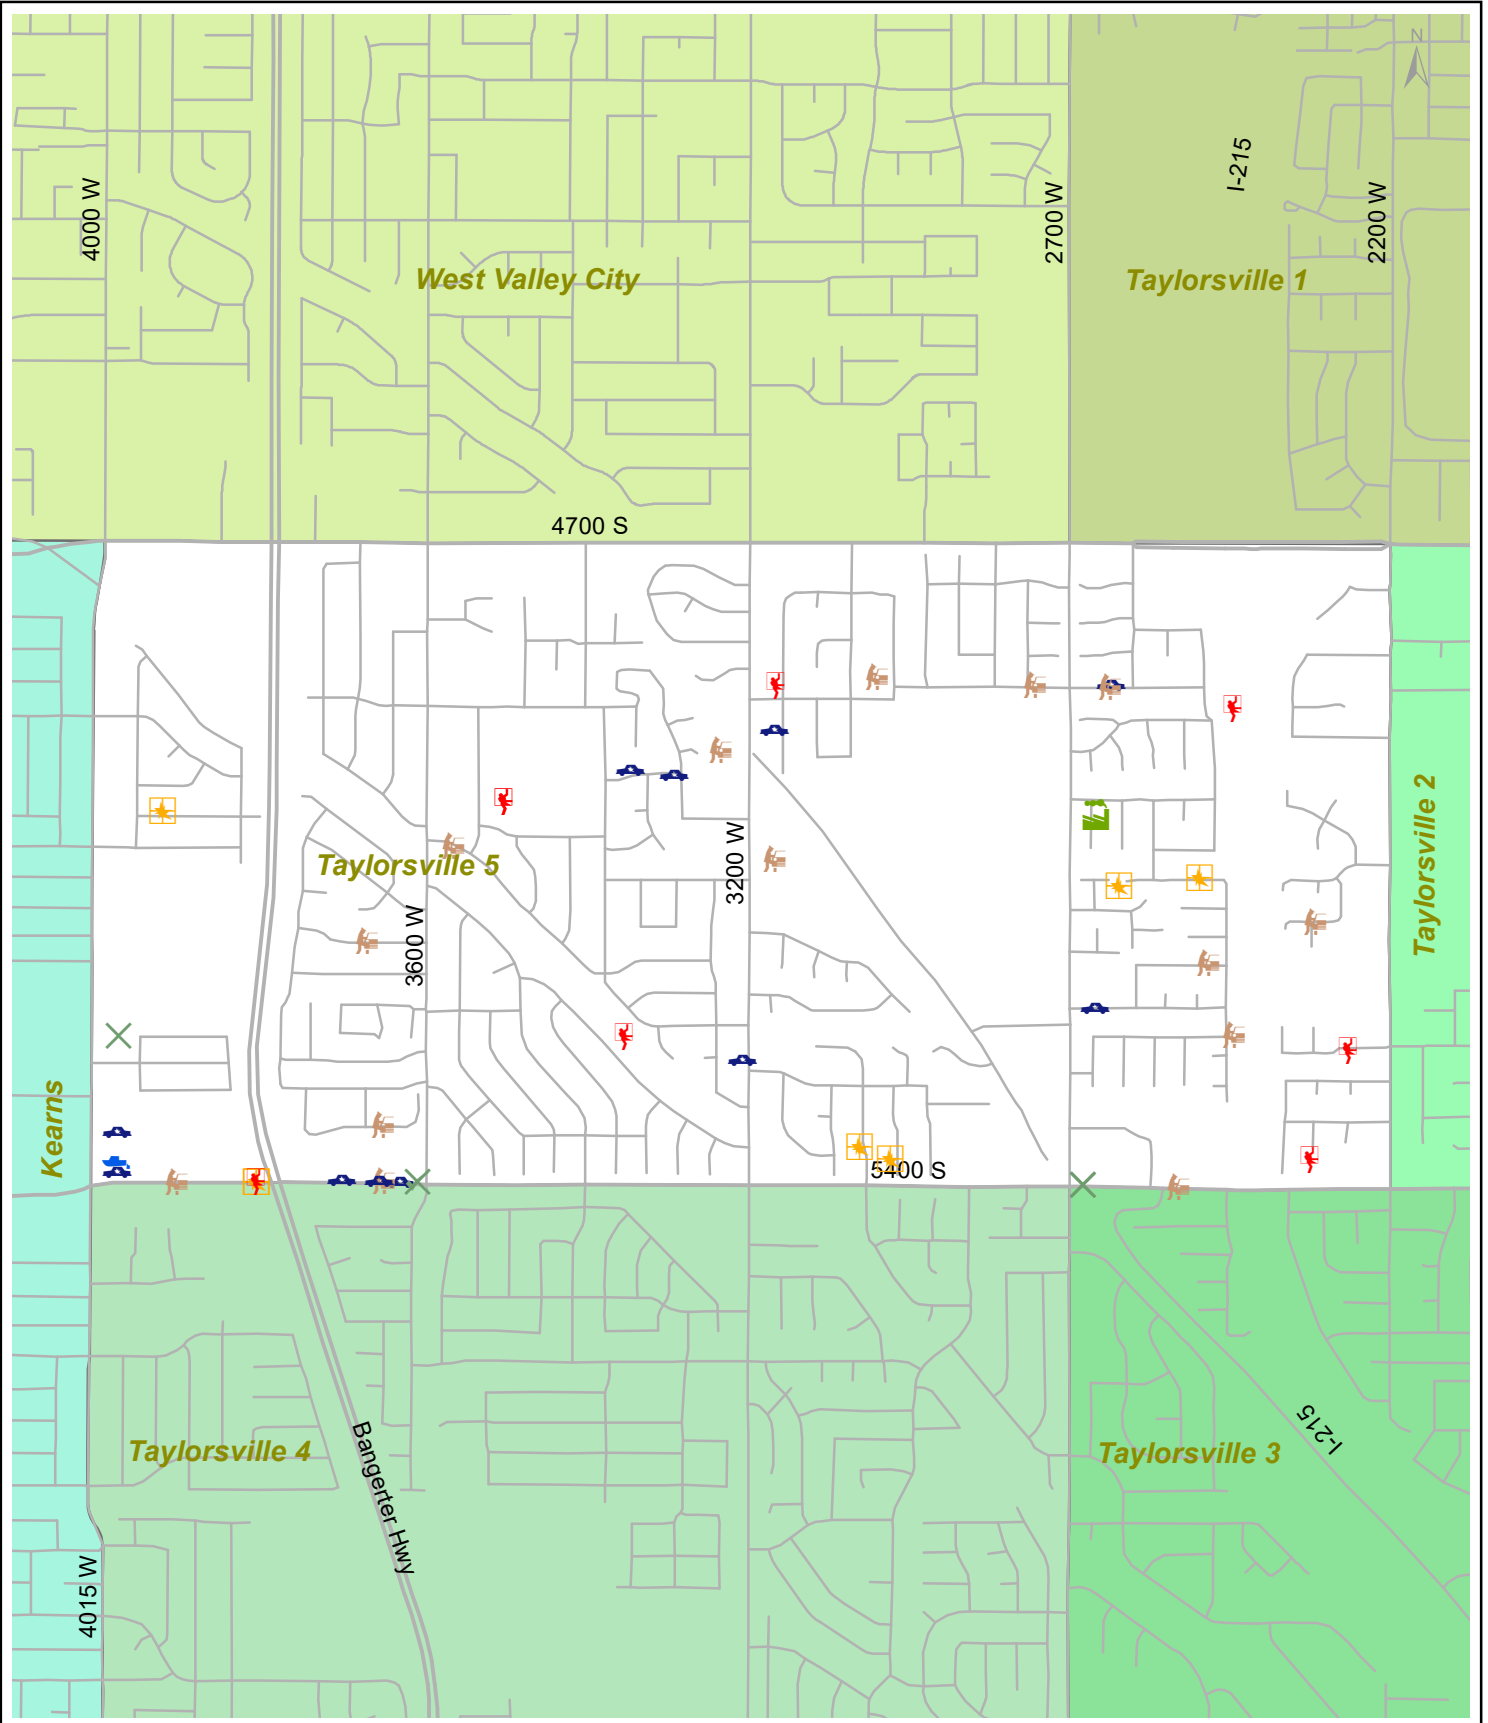 N
I-215
4000 W
2700 W
2200 W
West Valley City
Taylorsville 1
4700 S
Taylorsville 2
3200 W
Taylorsville 5
3600 W
Kearns
5400 S
Taylorsville 4
Bangerter Hwy
I-215
Taylorsville 3
4015 W